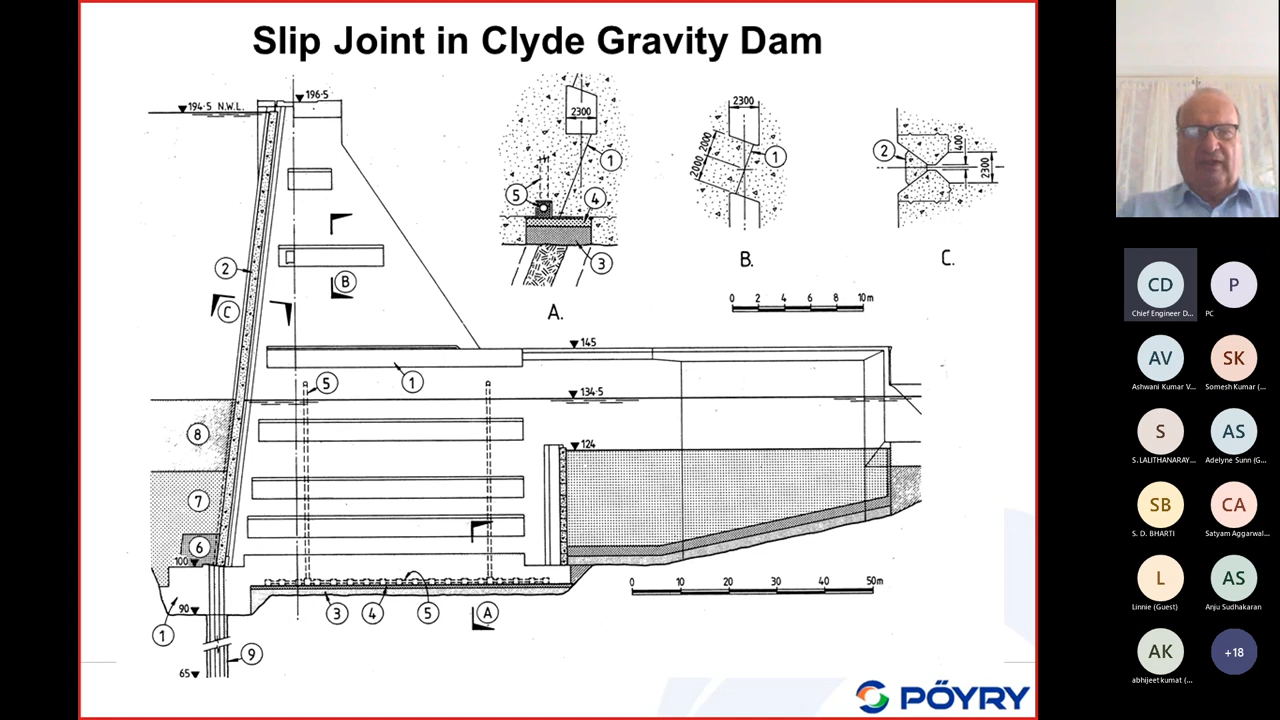 Slip Joint in Clyde Gravity Dam
194·5 N.W.L.
196·5
2
C
B
5
1
8
7
6
100
90
1
65
9
3
4
5
A
145
134·5
124
2300
1
5
4
3
A.
2300
2000
2000
1
B.
2
400
2300
C.
0 2 4 6 8 10m
0 10 20 30 40 50m
PÖYRY
CD
Chief Engineer D...
P
PC
AV
Ashwani Kumar V...
SK
Somesh Kumar (...
S
S. LALITHANARAY...
AS
Adelyne Sunn (G...
SB
S. D. BHARTI
CA
Satyam Aggarwal...
L
Linnie (Guest)
AS
Anju Sudhakaran
AK
abhijeet kumat (...
+18